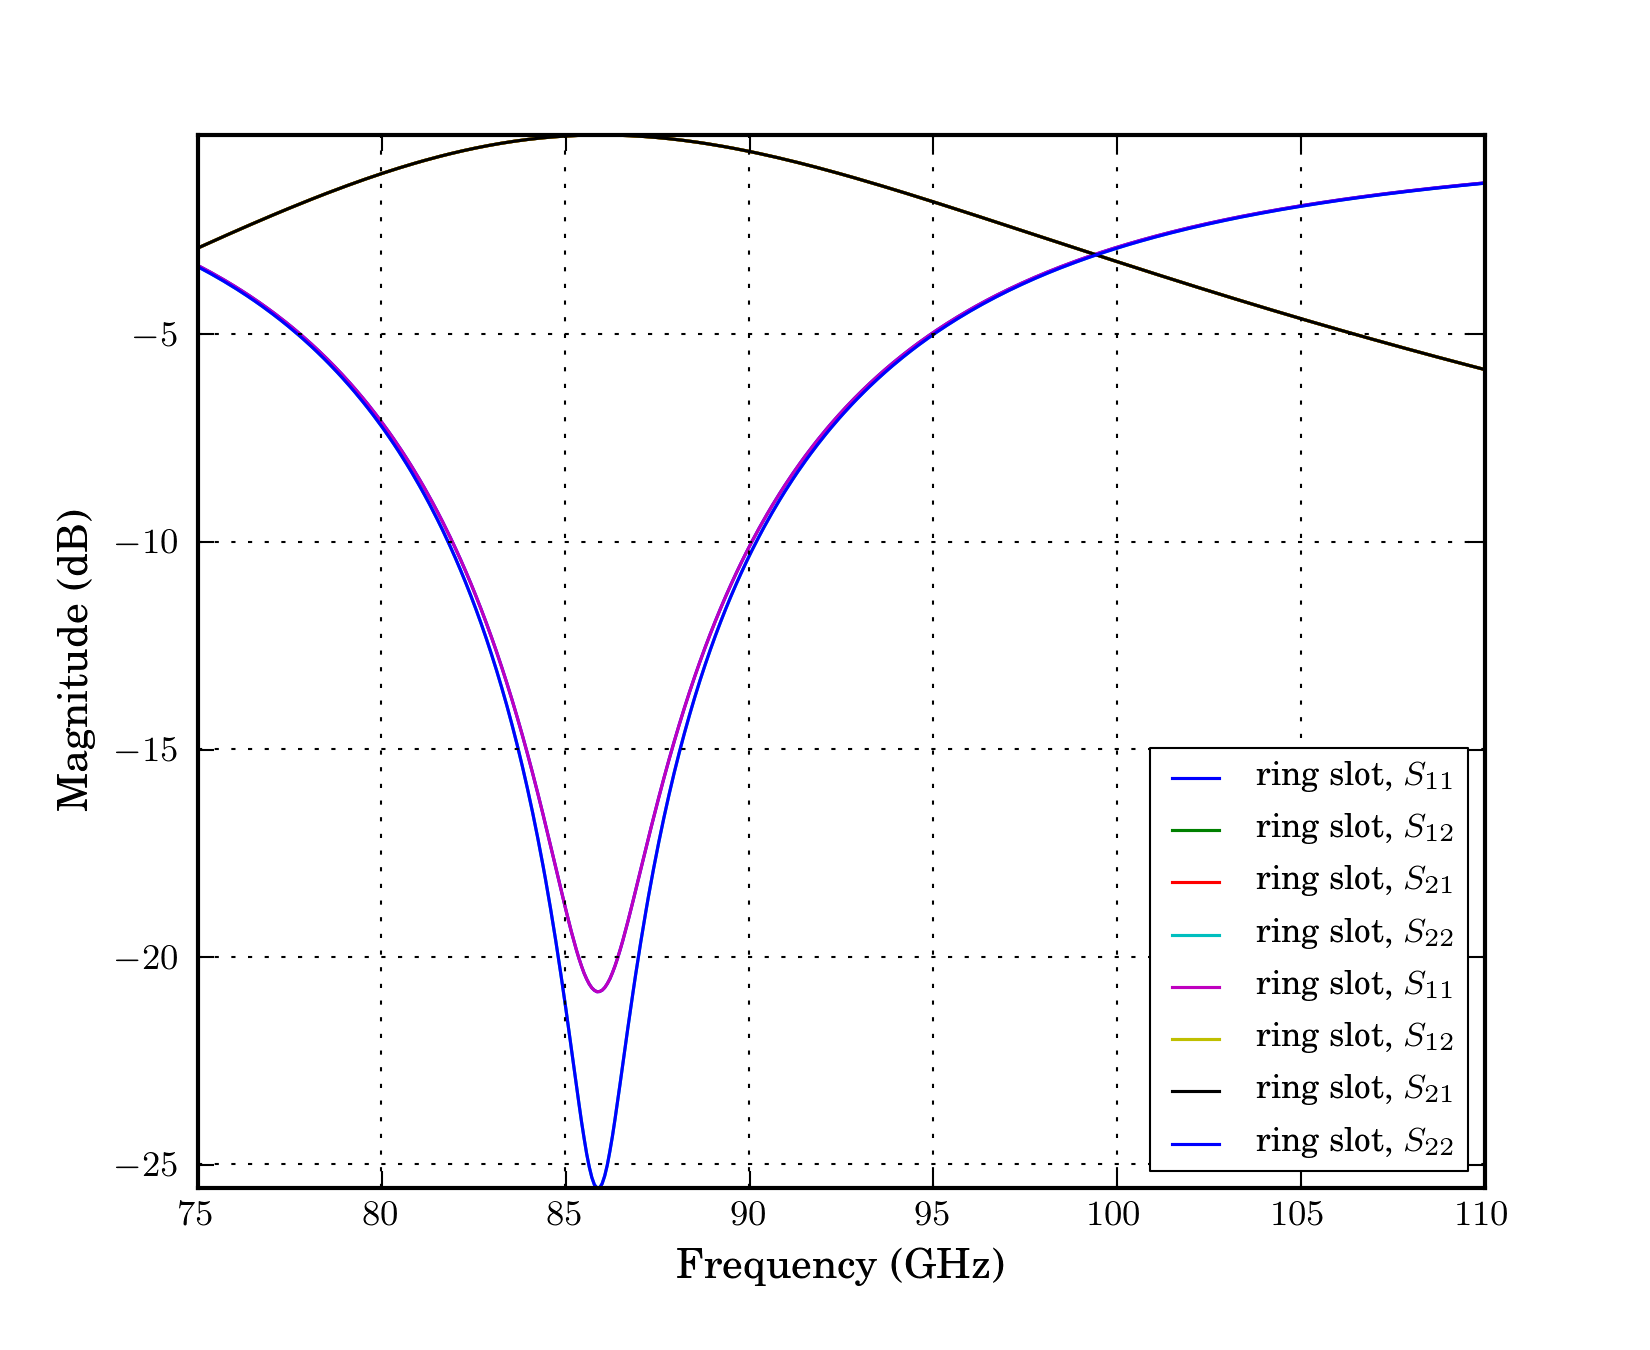 −5
−10
−15
−20
−25
Magnitude (dB)
75 80 85 90 95 100 105 110
Frequency (GHz)
ring slot, S₁₁
ring slot, S₁₂
ring slot, S₂₁
ring slot, S₂₂
ring slot, S₁₁
ring slot, S₁₂
ring slot, S₂₁
ring slot, S₂₂